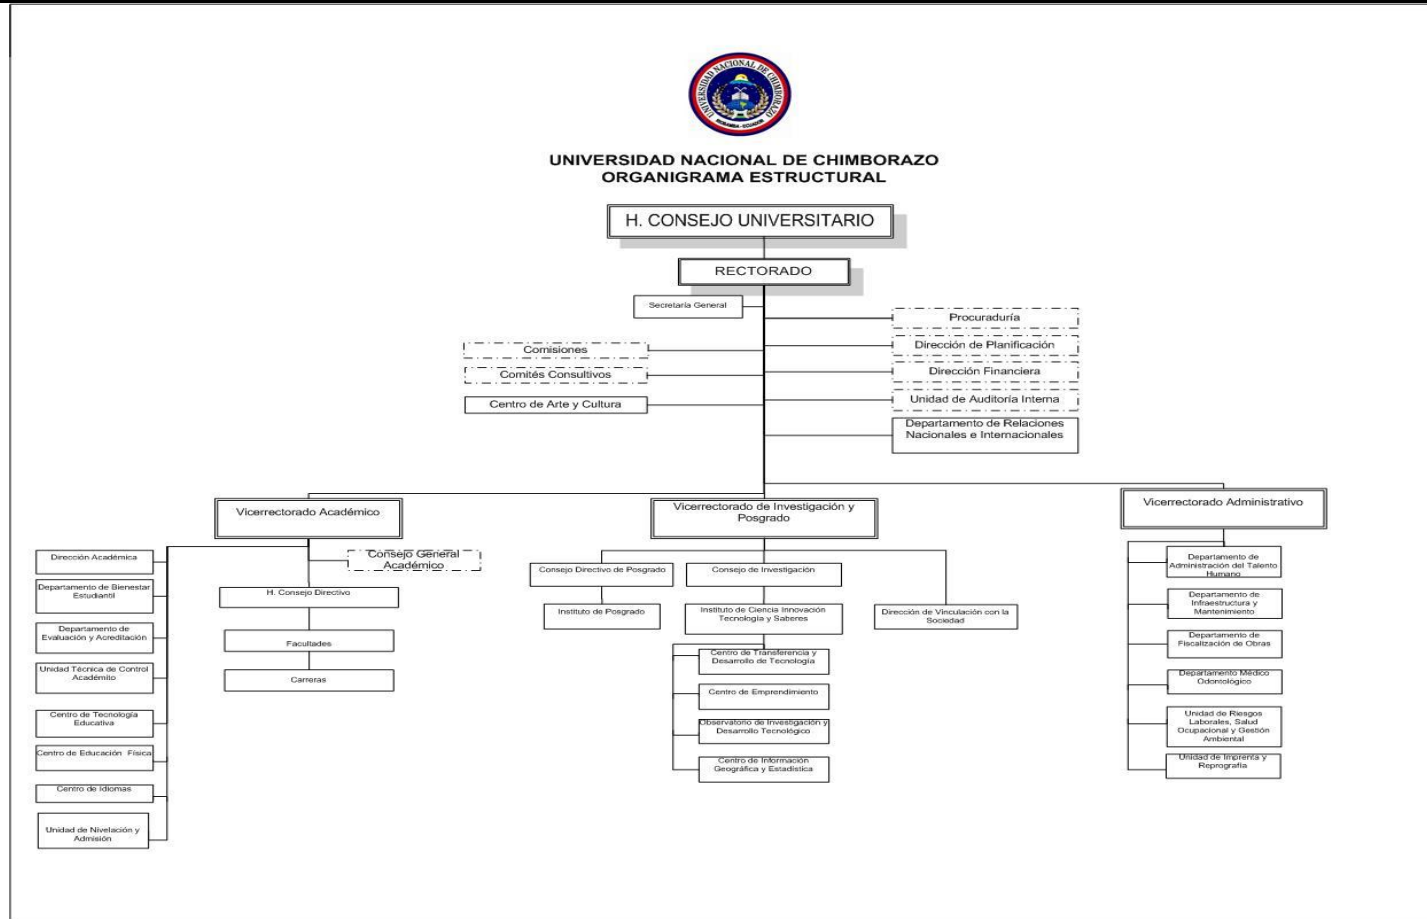 UNIVERSIDAD NACIONAL DE CHIMBORAZO
RIOBAMBA - ECUADOR
UNIVERSIDAD NACIONAL DE CHIMBORAZO
ORGANIGRAMA ESTRUCTURAL
H. CONSEJO UNIVERSITARIO
RECTORADO
Secretaría General
Procuraduría
Comisiones
Dirección de Planificación
Comités Consultivos
Dirección Financiera
Centro de Arte y Cultura
Unidad de Auditoría Interna
Departamento de Relaciones
Nacionales e Internacionales
Vicerrectorado Académico
Vicerrectorado de Investigación y
Posgrado
Vicerrectorado Administrativo
Dirección Académica
Departamento de Bienestar
Estudiantil
Departamento de
Evaluación y Acreditación
Unidad Técnica de Control
Académito
Centro de Tecnología
Educativa
Centro de Educación Física
Centro de Idiomas
Unidad de Nivelación y
Admisión
Consejo General
Académico
H. Consejo Directivo
Facultades
Carreras
Consejo Directivo de Posgrado
Instituto de Posgrado
Consejo de Investigación
Instituto de Ciencia Innovación
Tecnología y Saberes
Centro de Transferencia y
Desarrollo de Tecnología
Centro de Emprendimiento
Observatorio de Investigación y
Desarrollo Tecnológico
Centro de Información
Geográfica y Estadística
Dirección de Vinculación con la
Sociedad
Departamento de
Administración del Talento
Humano
Departamento de
Infraestructura y
Mantenimiento
Departamento de
Fiscalización de Obras
Departamento Médico
Odontológico
Unidad de Riesgos
Laborales, Salud
Ocupacional y Gestión
Ambiental
Unidad de Imprenta y
Reprografía